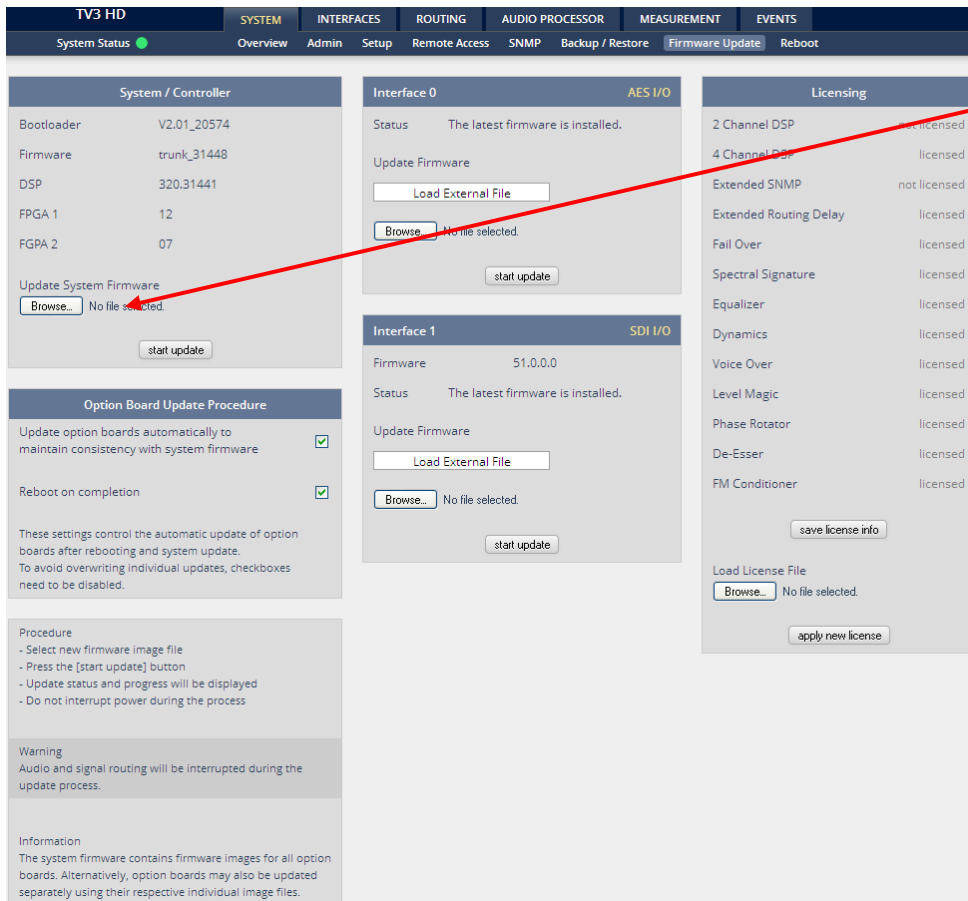 TV3 HD
SYSTEM INTERFACES ROUTING AUDIO PROCESSOR MEASUREMENT EVENTS
System Status Overview Admin Setup Remote Access SNMP Backup / Restore Firmware Update Reboot
System / Controller
Bootloader V2.01_20574
Firmware trunk_31448
DSP 320.31441
FPGA 1 12
FGPA 2 07
Update System Firmware
Browse... No file selected.
start update
Option Board Update Procedure
Update option boards automatically to
maintain consistency with system firmware
Reboot on completion
These settings control the automatic update of option
boards after rebooting and system update.
To avoid overwriting individual updates, checkboxes
need to be disabled.
Procedure
- Select new firmware image file
- Press the [start update] button
- Update status and progress will be displayed
- Do not interrupt power during the process
Warning
Audio and signal routing will be interrupted during the
update process.
Information
The system firmware contains firmware images for all option
boards. Alternatively, option boards may also be updated
separately using their respective individual image files.
Interface 0 AES I/O
Status The latest firmware is installed.
Update Firmware
Load External File
Browse... No file selected.
start update
Interface 1 SDI I/O
Firmware 51.0.0.0
Status The latest firmware is installed.
Update Firmware
Load External File
Browse... No file selected.
start update
Licensing
2 Channel DSP not licensed
4 Channel DSP licensed
Extended SNMP not licensed
Extended Routing Delay licensed
Fail Over licensed
Spectral Signature licensed
Equalizer licensed
Dynamics licensed
Voice Over licensed
Level Magic licensed
Phase Rotator licensed
De-Esser licensed
FM Conditioner licensed
save license info
Load License File
Browse... No file selected.
apply new license